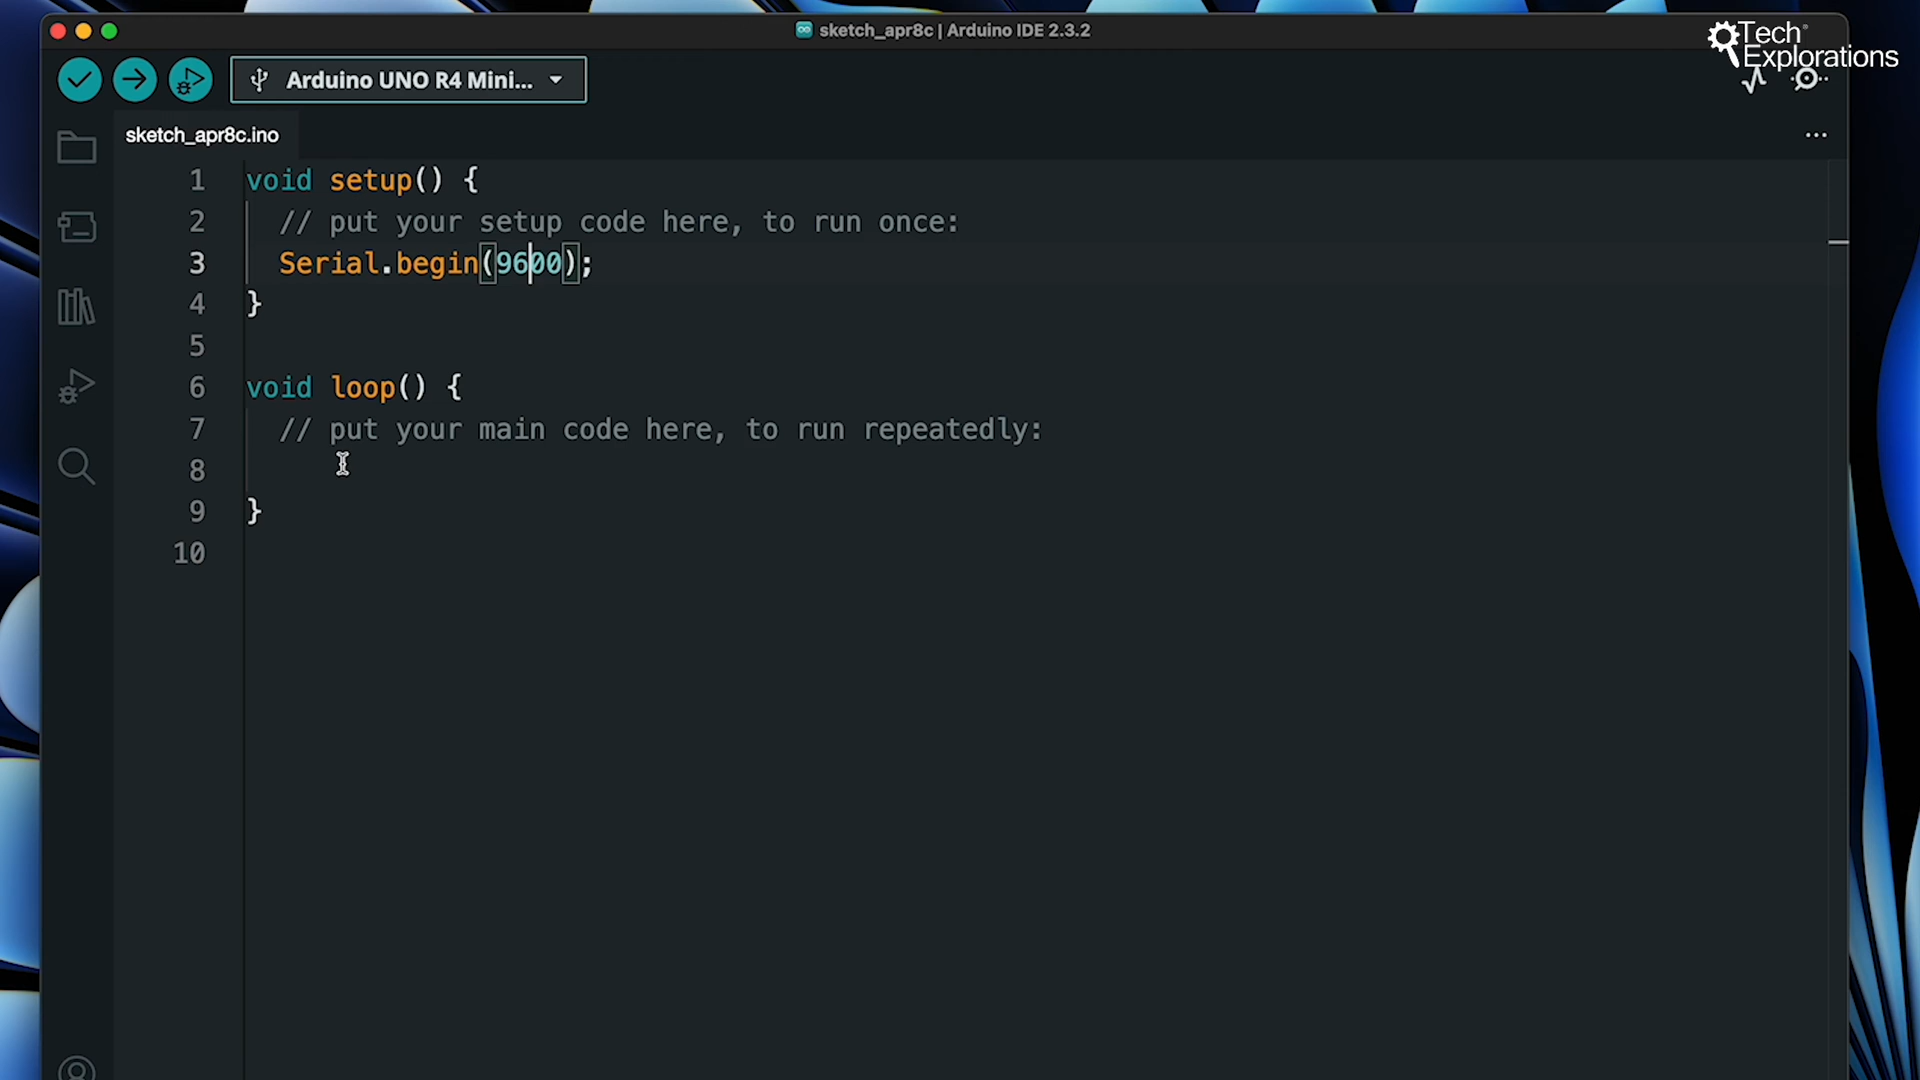 sketch_apr8c | Arduino IDE 2.3.2
Tech
Explorations
Arduino UNO R4 Mini...
sketch_apr8c.ino
1 void setup() {
2 // put your setup code here, to run once:
3 Serial.begin(9600);
4 }
5
6 void loop() {
7 // put your main code here, to run repeatedly:
8
9 }
10